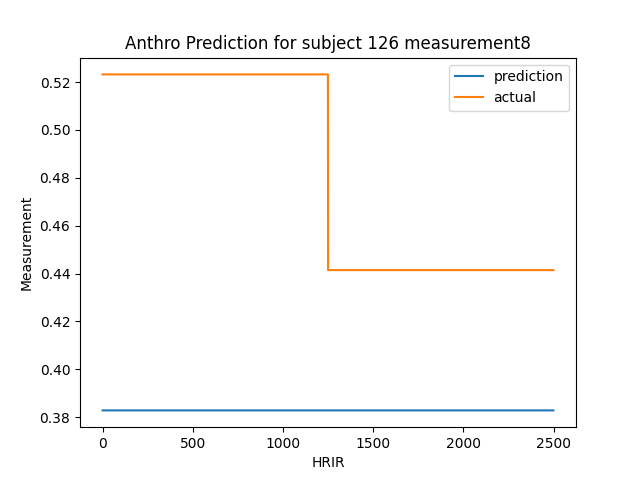 Anthro Prediction for subject 126 measurement8
prediction
actual
Measurement
0.52
0.50
0.48
0.46
0.44
0.42
0.40
0.38
0 500 1000 1500 2000 2500
HRIR